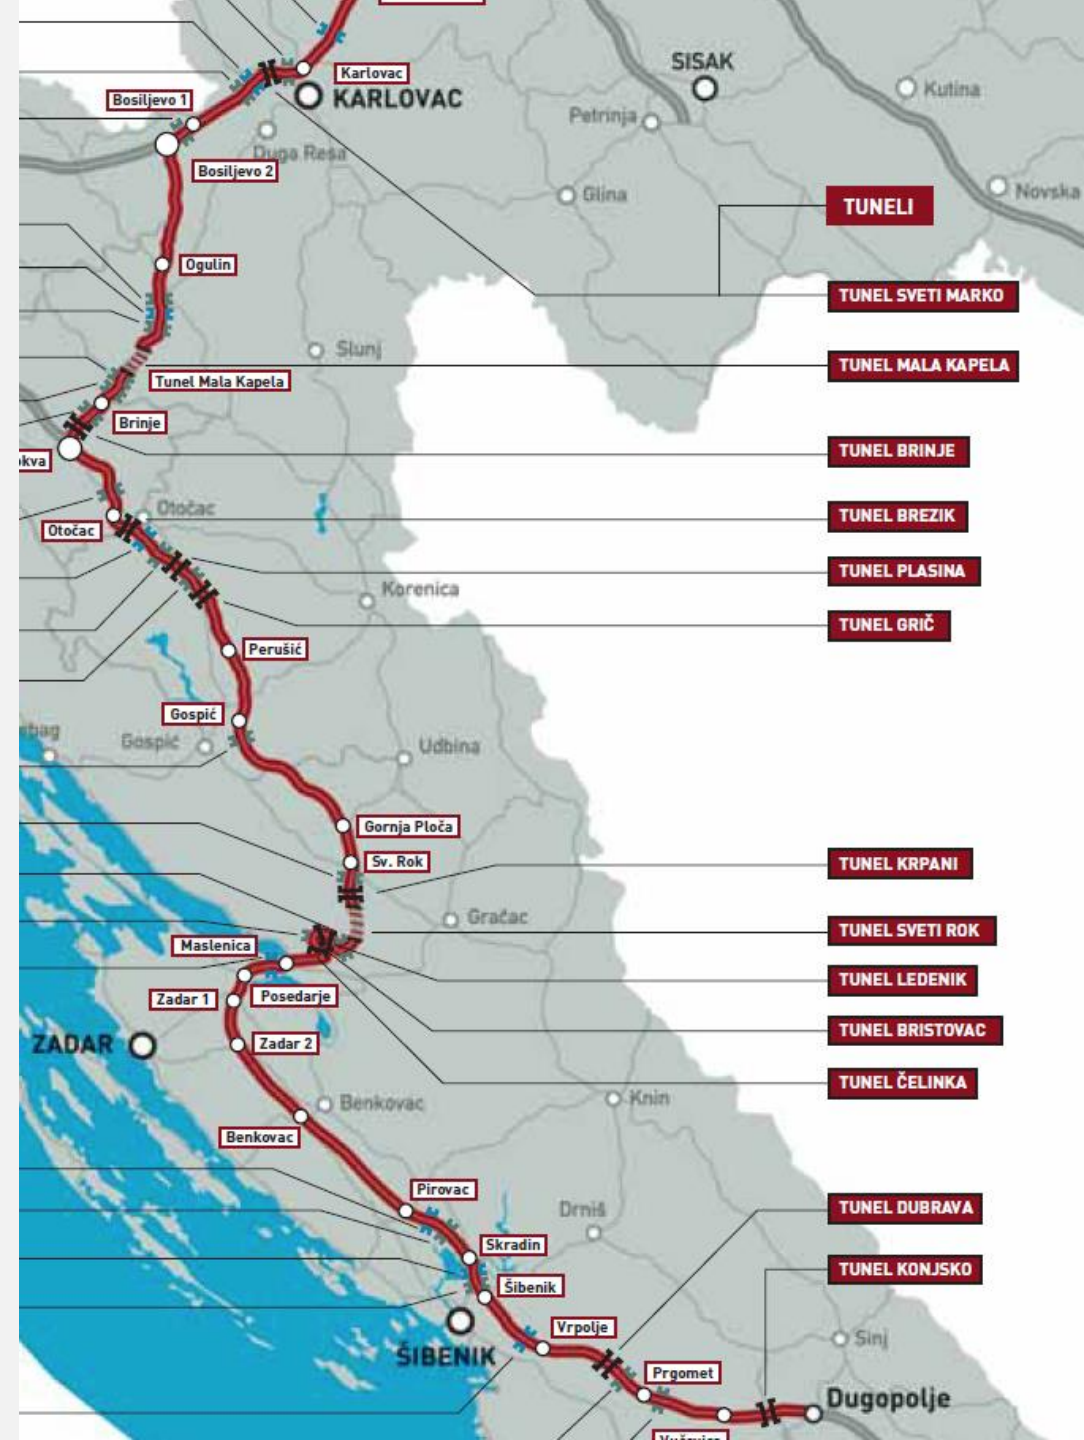 Karlovac
KARLOVAC
SISAK
Kutina
Bosiljevo 1
Petrinja
Duga Resa
Bosiljevo 2
Glina
Novska
TUNELI
Ogulin
TUNEL SVETI MARKO
Slunj
TUNEL MALA KAPELA
Tunel Mala Kapela
Brinje
TUNEL BRINJE
okva
Otočac
TUNEL BREZIK
Otočac
TUNEL PLASINA
Korenica
TUNEL GRIČ
Perušić
Gospić
Gospić
Udbina
Gornja Ploča
Sv. Rok
TUNEL KRPANI
Gračac
TUNEL SVETI ROK
Maslenica
TUNEL LEDENIK
Zadar 1
Posedarje
TUNEL BRISTOVAC
ZADAR
Zadar 2
TUNEL ČELINKA
Benkovac
Knin
Benkovac
Pirovac
Drniš
TUNEL DUBRAVA
Skradin
TUNEL KONJSKO
Šibenik
Vrpolje
Sinj
ŠIBENIK
Prgomet
Dugopolje